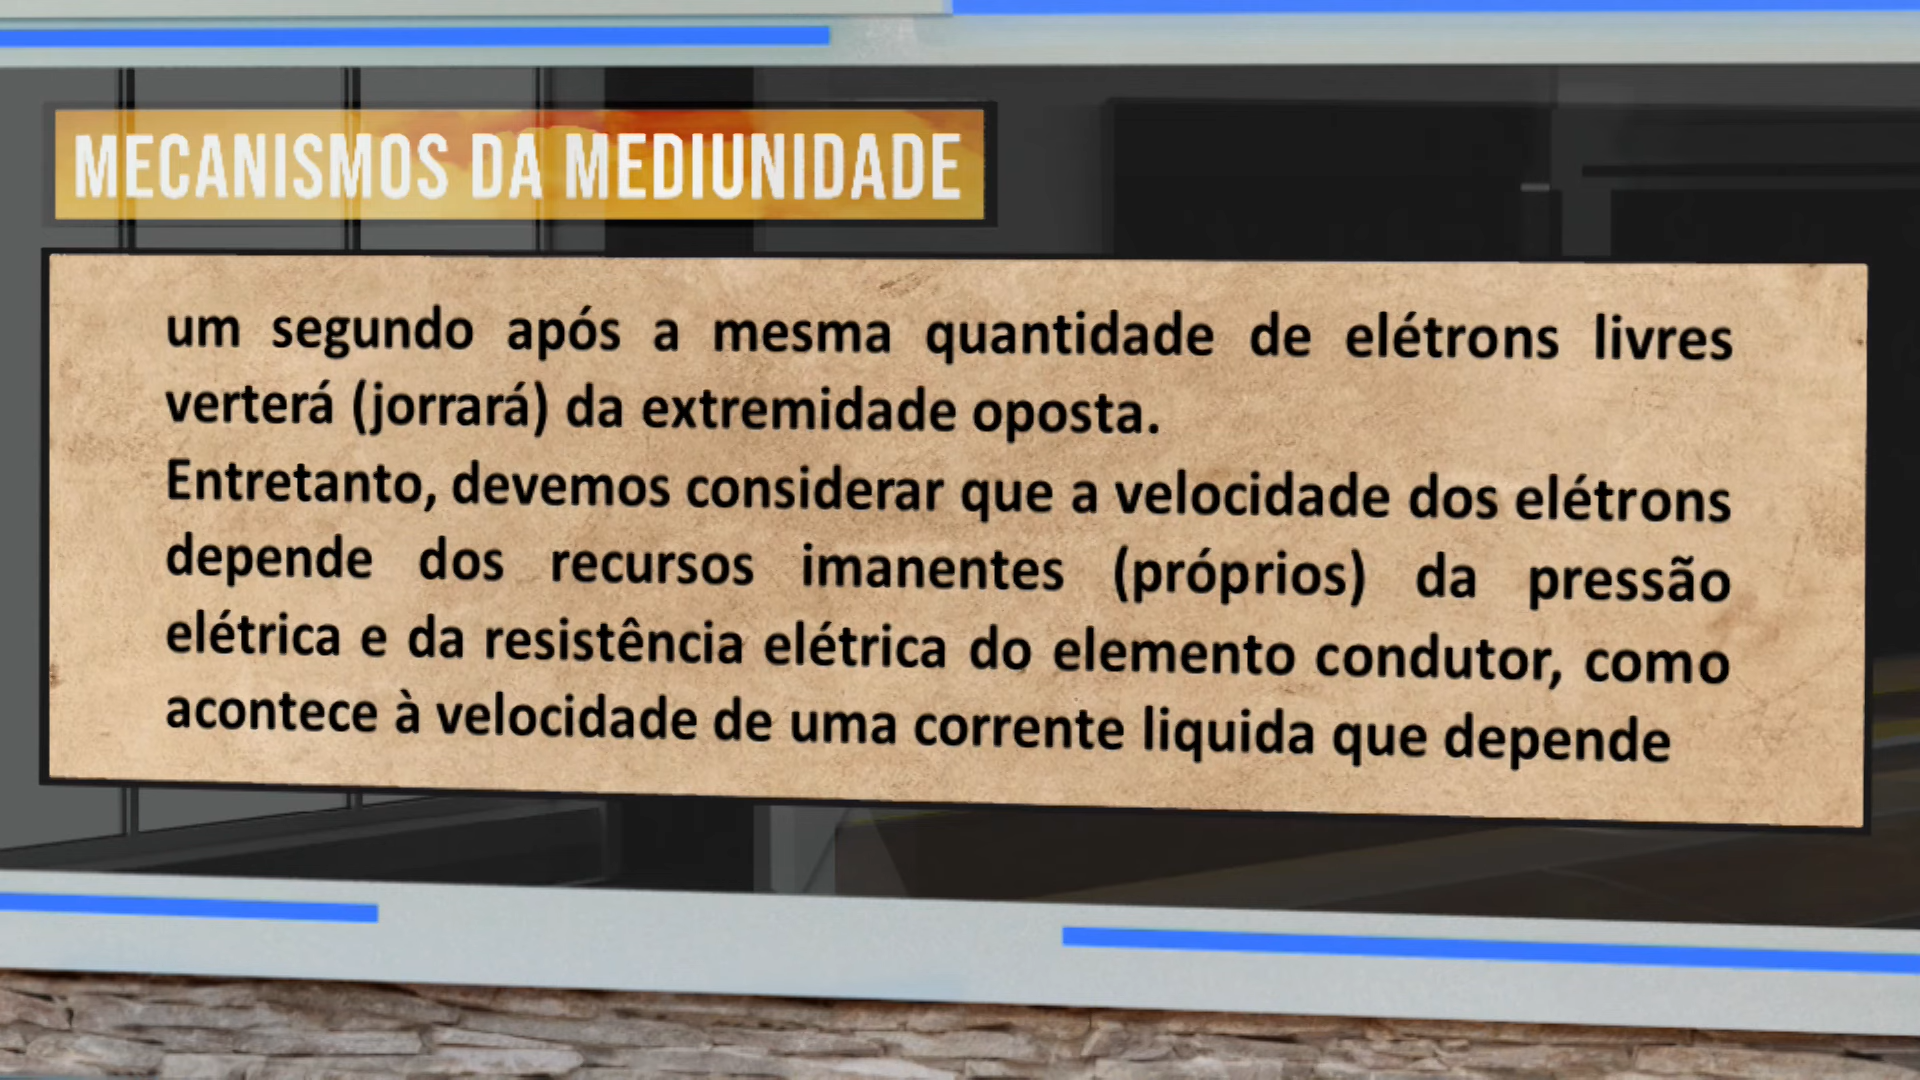 MECANISMOS DA MEDIUNIDADE
um segundo após a mesma quantidade de elétrons livres
verterá (jorrará) da extremidade oposta.
Entretanto, devemos considerar que a velocidade dos elétrons
depende dos recursos imanentes (próprios) da pressão
elétrica e da resistência elétrica do elemento condutor, como
acontece à velocidade de uma corrente liquida que depende